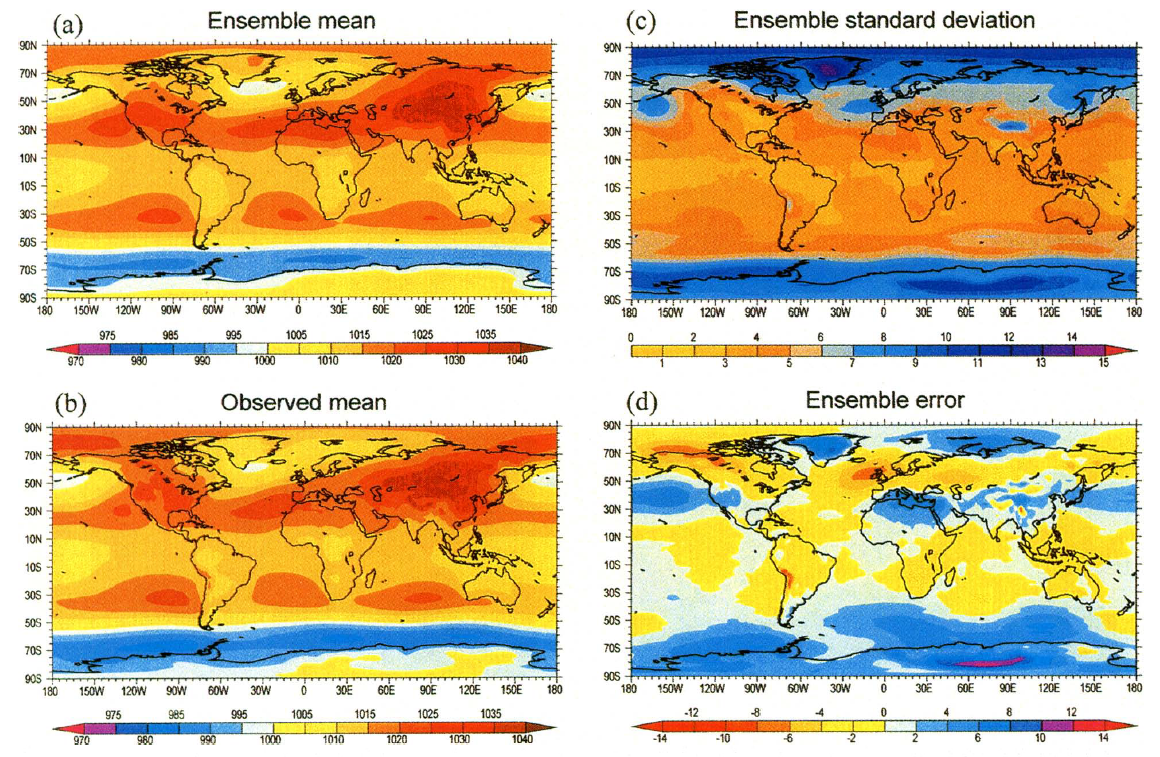 (a) Ensemble mean
90N
70N
50N
30N
10N
10S
30S
50S
70S
90S
180 150W 120W 90W 60W 30W 0 30E 60E 90E 120E 150E 180
975 985 995 1005 1015 1025 1035
970 980 990 1000 1010 1020 1030 1040
(c) Ensemble standard deviation
90N
70N
50N
30N
10N
10S
30S
50S
70S
90S
180 150W 120W 90W 60W 30W 0 30E 60E 90E 120E 150E 180
0 2 4 6 8 10 12 14
1 3 5 7 9 11 13 15
(b) Observed mean
90N
70N
50N
30N
10N
10S
30S
50S
70S
90S
180 150W 120W 90W 60W 30W 0 30E 60E 90E 120E 150E 180
975 985 995 1005 1015 1025 1035
970 980 990 1000 1010 1020 1030 1040
(d) Ensemble error
90N
70N
50N
30N
10N
10S
30S
50S
70S
90S
180 150W 120W 90W 60W 30W 0 30E 60E 90E 120E 150E 180
-12 -8 -4 0 4 8 12
-14 -10 -6 -2 2 6 10 14